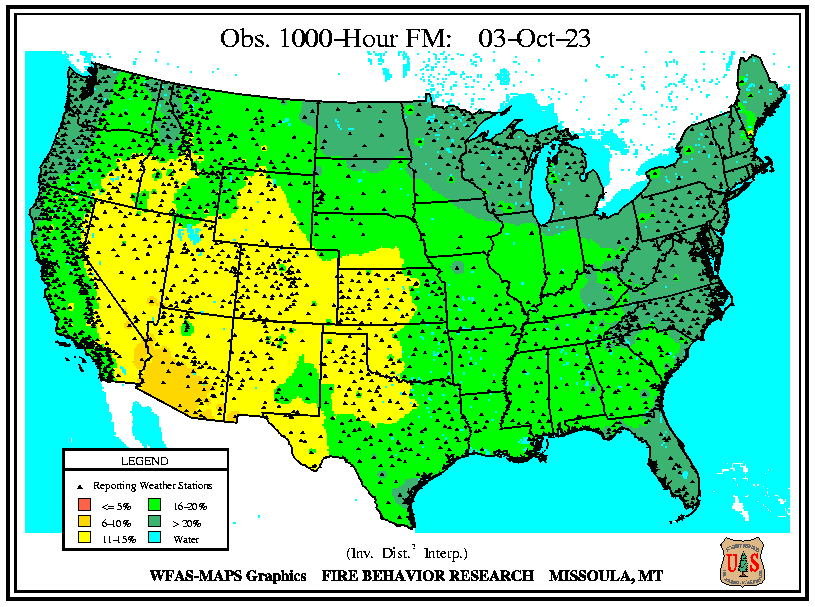 Obs. 1000-Hour FM: 03-Oct-23
LEGEND
Reporting Weather Stations
<= 5% 16-20%
6-10% > 20%
11-15% Water
(Inv. Dist.² Interp.)
WFAS-MAPS Graphics FIRE BEHAVIOR RESEARCH MISSOULA, MT
U S